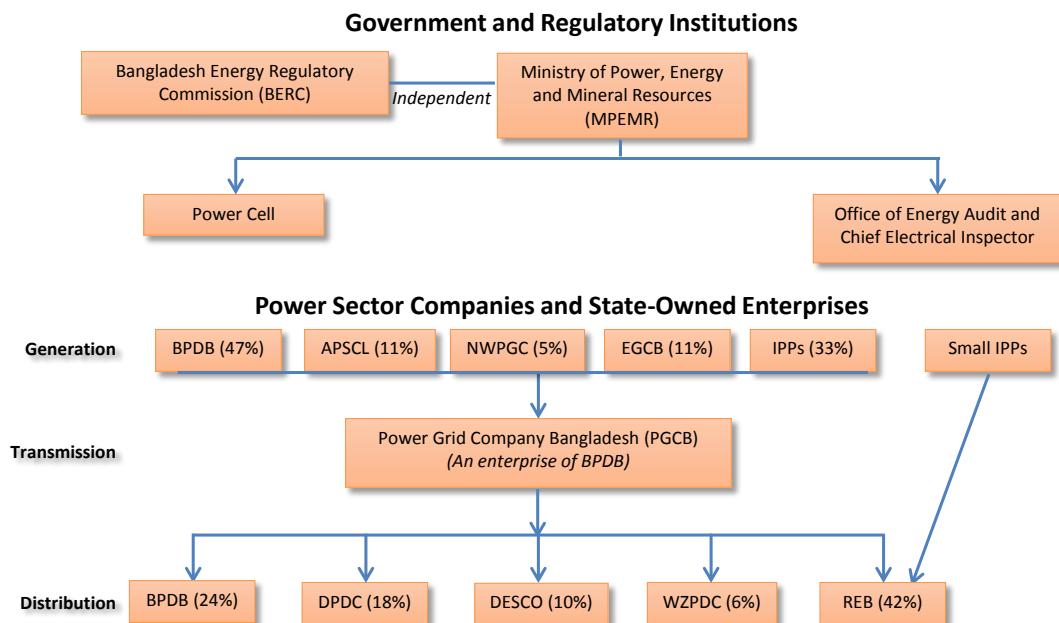 Government and Regulatory Institutions
Bangladesh Energy Regulatory
Commission (BERC)
Independent
Ministry of Power, Energy
and Mineral Resources
(MPEMR)
Power Cell
Office of Energy Audit and
Chief Electrical Inspector
Power Sector Companies and State-Owned Enterprises
Generation
BPDB (47%)
APSCL (11%)
NWPGC (5%)
EGCB (11%)
IPPs (33%)
Small IPPs
Transmission
Power Grid Company Bangladesh (PGCB)
(An enterprise of BPDB)
Distribution
BPDB (24%)
DPDC (18%)
DESCO (10%)
WZPDC (6%)
REB (42%)